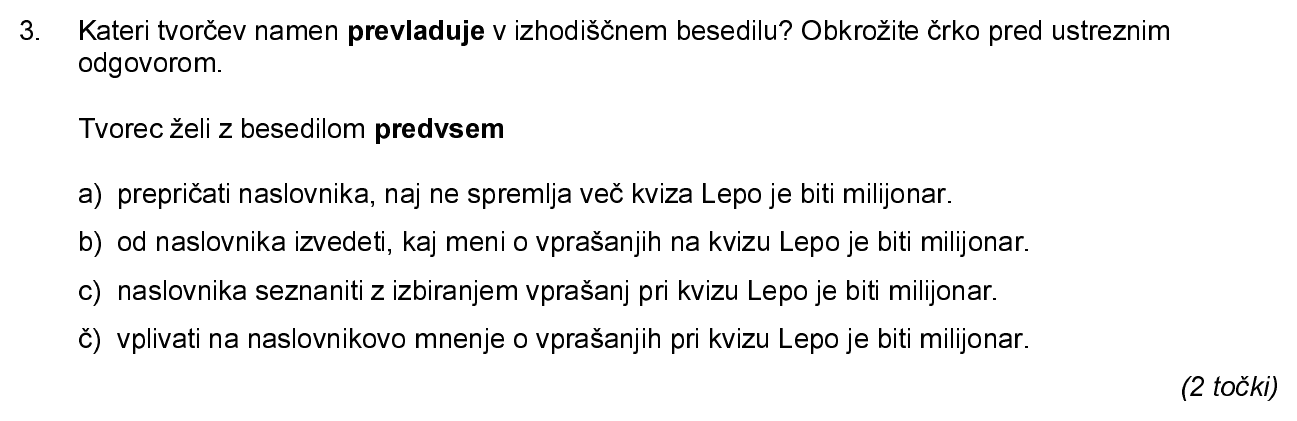 3. Kateri tvorčev namen prevladuje v izhodiščnem besedilu? Obkrožite črko pred ustreznim
odgovorom.
Tvorec želi z besedilom predvsem
a) prepričati naslovnika, naj ne spremlja več kviza Lepo je biti milijonar.
b) od naslovnika izvedeti, kaj meni o vprašanjih na kvizu Lepo je biti milijonar.
c) naslovnika seznaniti z izbiranjem vprašanj pri kvizu Lepo je biti milijonar.
č) vplivati na naslovnikovo mnenje o vprašanjih pri kvizu Lepo je biti milijonar.
(2 točki)